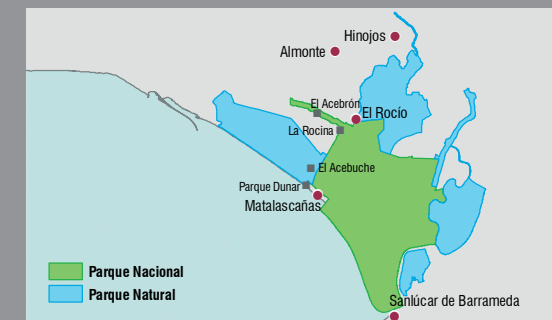 Hinojos
Almonte
El Acebrón
El Rocío
La Rocina
El Acebuche
Parque Dunar
Matalascañas
Parque Nacional
Parque Natural
Sanlúcar de Barrameda